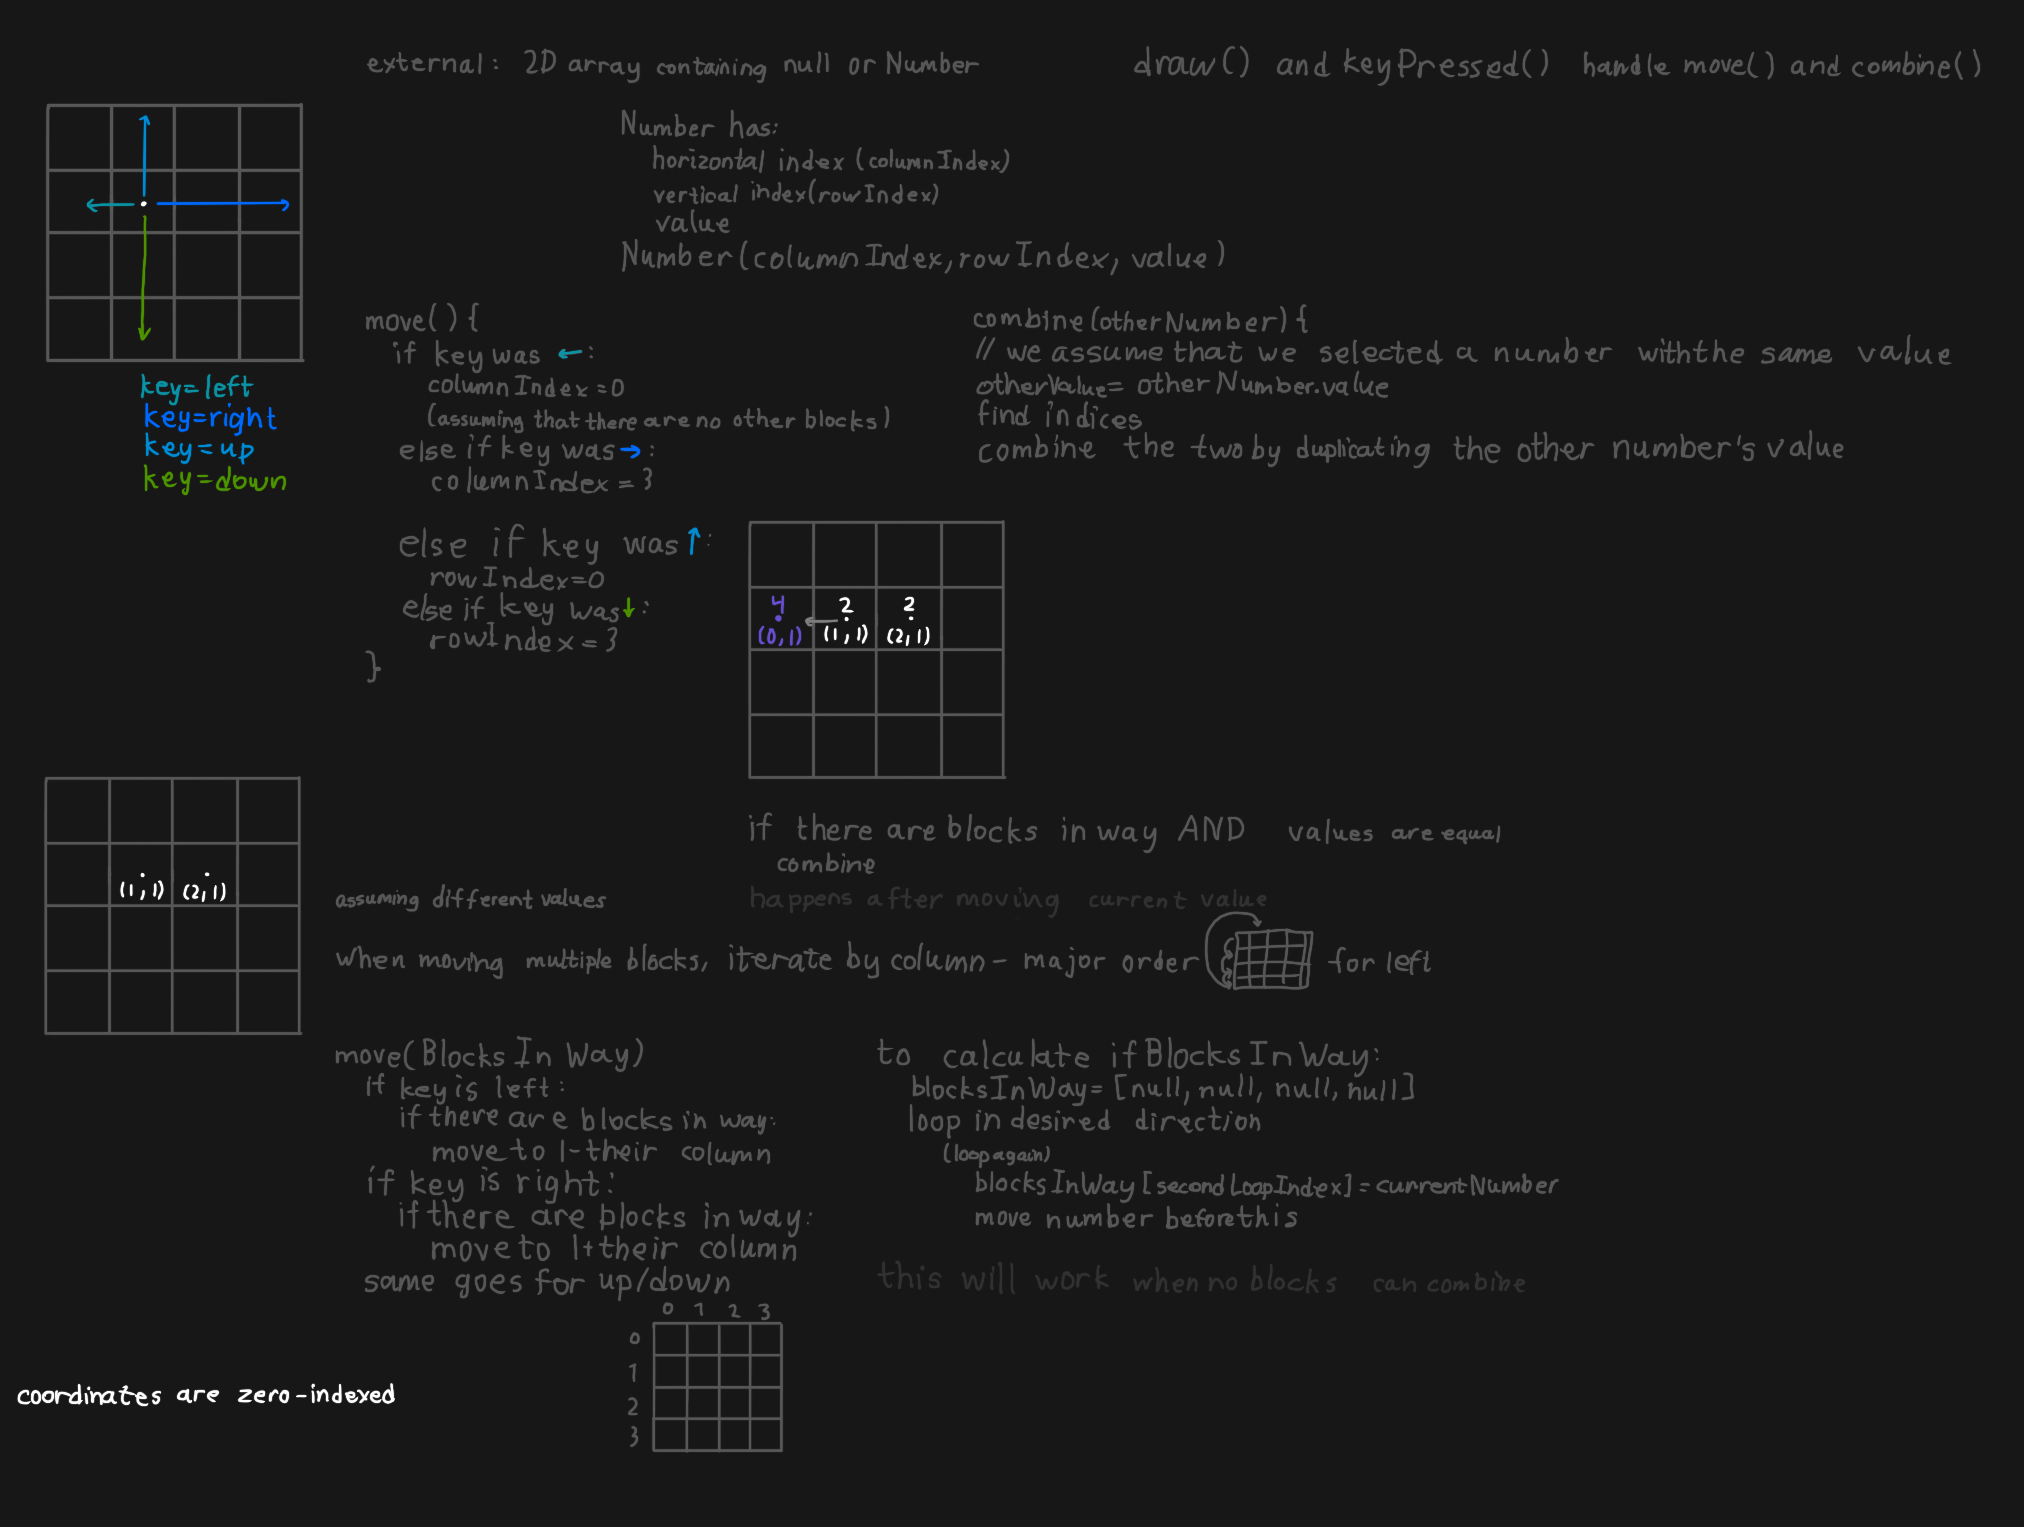 external: 2D array containing null or Number
draw() and keyPressed() handle move() and combine()
Number has:
horizontal index (columnIndex)
vertical index(rowIndex)
value
Number(columnIndex, rowIndex, value)
key=left
key=right
key=up
key=down
move() {
if key was ←:
columnIndex=0
(assuming that there are no other blocks)
else if key was →:
columnIndex = 3
else if key was ↑:
rowIndex=0
else if key was ↓:
rowIndex = 3
}
combine(otherNumber) {
// we assume that we selected a number with the same value
otherValue= otherNumber.value
find indices
combine the two by duplicating the other number's value
4 2 2
(0,1) (1,1) (2,1)
if there are blocks in way AND values are equal
combine
happens after moving current value
(1,1) (2,1)
assuming different values
when moving multiple blocks, iterate by column-major order for left
move(Blocks In Way)
if key is left:
if there are blocks in way:
move to 1-their column
if key is right:
if there are blocks in way:
move to 1+their column
same goes for up/down
to calculate if BlocksInWay:
blocksInWay= [null, null, null, null]
loop in desired direction
(loop again)
blocksInWay[secondLoopIndex]=currentNumber
move number before this
this will work when no blocks can combine
0 1 2 3
0
1
2
3
coordinates are zero-indexed